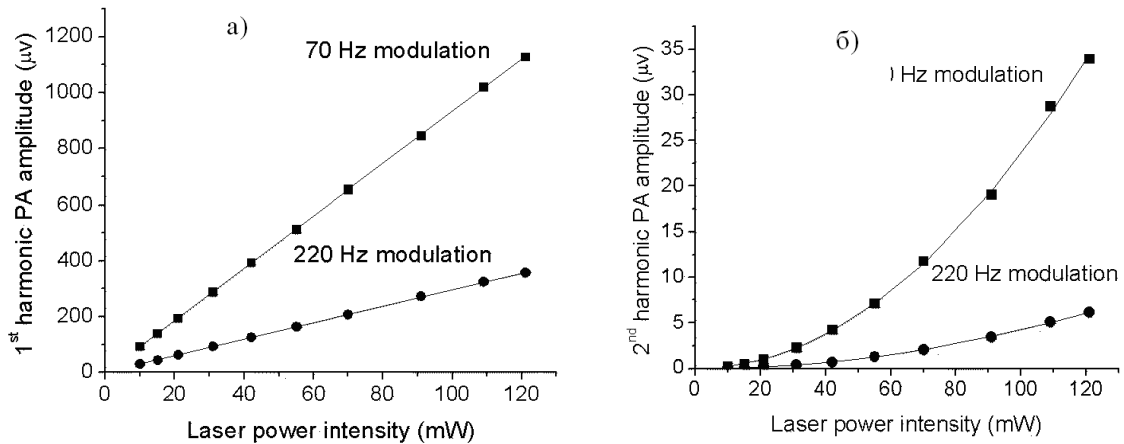 а)
70 Hz modulation
220 Hz modulation
1st harmonic PA amplitude (μv)
1200
1000
800
600
400
200
0
0 20 40 60 80 100 120
Laser power intensity (mW)
б)
) Hz modulation
220 Hz modulation
2nd harmonic PA amplitude (μv)
35
30
25
20
15
10
5
0
0 20 40 60 80 100 120
Laser power intensity (mW)